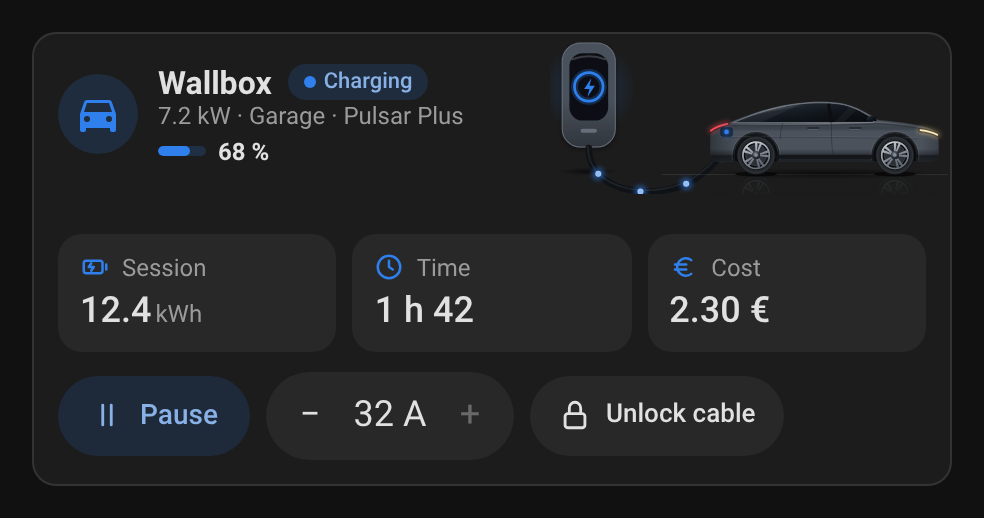 Wallbox
Charging
7.2 kW · Garage · Pulsar Plus
68 %
Session
12.4 kWh
Time
1 h 42
€ Cost
2.30 €
Pause
− 32 A +
Unlock cable